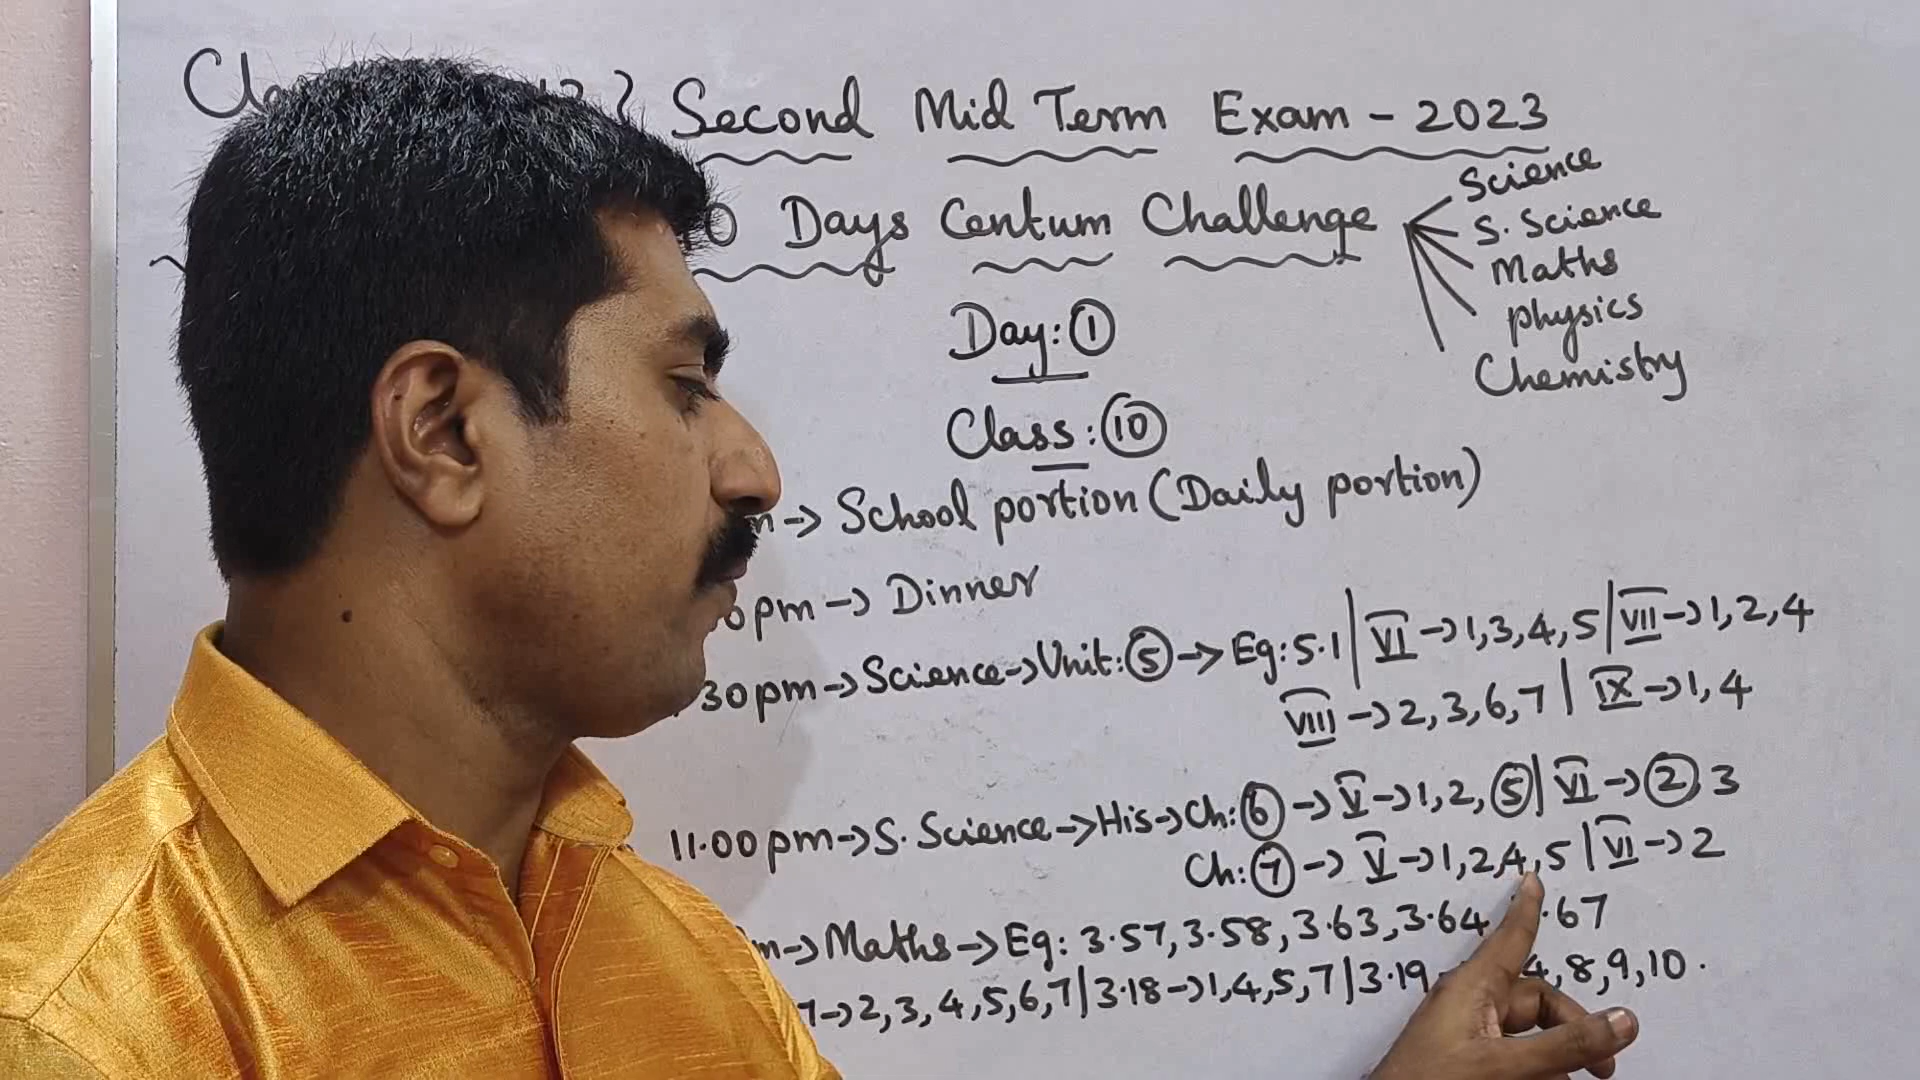 Second Mid Term Exam - 2023
Days Centum Challenge
Science
S. Science
Maths
Physics
Chemistry
Day: 1
Class: 10
→ School portion (Daily portion)
pm → Dinner
30pm → Science → Unit: 5 → Eg: 5.1 | VI → 1, 3, 4, 5 | VII → 1, 2, 4
VIII → 2, 3, 6, 7 | IX → 1, 4
11.00pm → S. Science → His → Ch: 6 → V → 1, 2, 5 | VI → 2, 3
Ch: 7 → V → 1, 2, 4, 5 | VI → 2
→ Maths → Eg: 3.57, 3.58, 3.63, 3.64 .67
→ 2, 3, 4, 5, 6, 7 | 3.18 → 1, 4, 5, 7 | 3.19 4, 8, 9, 10.